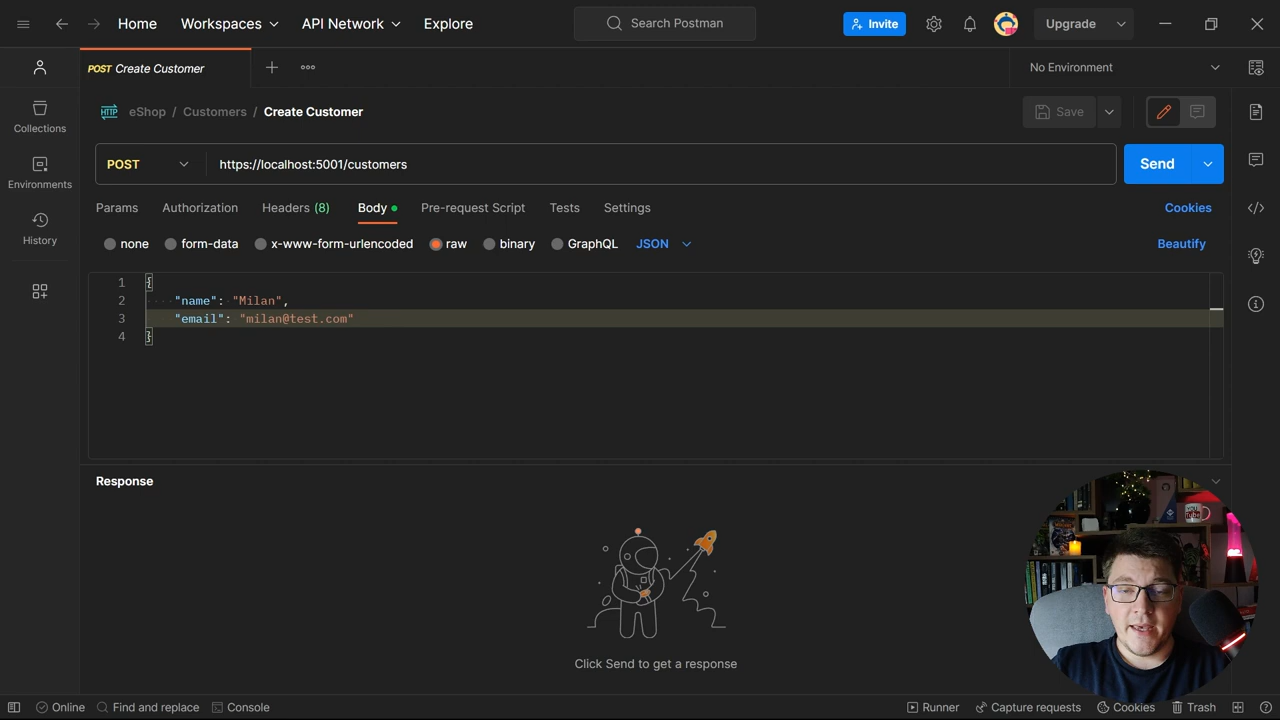 Home Workspaces API Network Explore Search Postman Invite Upgrade
POST Create Customer No Environment
HTTP eShop / Customers / Create Customer Save
Collections
POST https://localhost:5001/customers Send
Environments
Params Authorization Headers (8) Body Pre-request Script Tests Settings Cookies
History
none form-data x-www-form-urlencoded raw binary GraphQL JSON Beautify
1 {
2 "name": "Milan",
3 "email": "milan@test.com"
4 }
Response
Click Send to get a response
Online Find and replace Console Runner Capture requests Cookies Trash